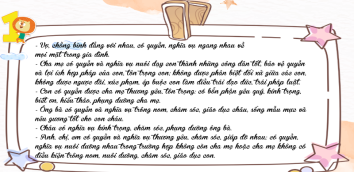 1
- Vợ, chồng bình đẳng với nhau, có quyền, nghĩa vụ ngang nhau về
mọi mặt trong gia đình.
- Cha mẹ có quyền và nghĩa vụ nuôi dạy con thành những công dân tốt, bảo vệ quyền
và lợi ích hợp pháp của con, tôn trọng con; không được phân biệt đối xử giữa các con,
không được ngược đãi, xúc phạm, ép buộc con làm điều trái đạo đức, trái pháp luật.
- Con có quyền được cha mẹ thương yêu, tôn trọng; có bổn phận yêu quý, kính trọng,
biết ơn, hiếu thảo, phụng dưỡng cha mẹ.
- Ông bà có quyền và nghĩa vụ trông nom, chăm sóc, giáo dục cháu, sống mẫu mực và
nêu gương tốt cho con cháu.
- Cháu có nghĩa vụ kính trọng, chăm sóc, phụng dưỡng ông bà.
- Anh, chị, em có quyền và nghĩa vụ thương yêu, chăm sóc, giúp đỡ nhau; có quyền,
nghĩa vụ nuôi dưỡng nhau trong trường hợp không còn cha mẹ hoặc cha mẹ không có
điều kiện trông nom, nuôi dưỡng, chăm sóc, giáo dục con.